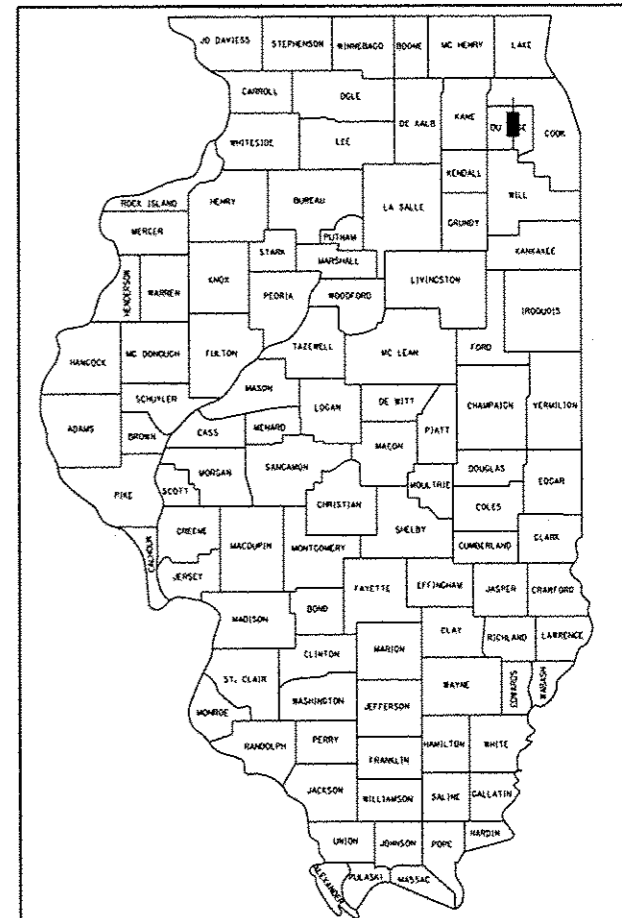 JO DAVIESS STEPHENSON WINNEBAGO BOONE MC HENRY LAKE
CARROLL OGLE DE KALB KANE DU SE COOK
WHITESIDE LEE KENDALL WILL
ROCK ISLAND HENRY BUREAU LA SALLE GRUNDY
MERCER PUTNAM KANKAKEE
STARK MARSHALL
HENDERSON WARREN KNOX PEORIA WOODFORD LIVINGSTON IROQUOIS
HANCOCK MC DONOUGH FULTON TAZEWELL MC LEAN FORD
SCHUYLER MASON LOGAN DE WITT CHAMPAIGN VERMILION
ADAMS BROWN CASS MENARD MACON PIATT
PIKE SCOTT MORGAN SANGAMON CHRISTIAN MOULTRIE DOUGLAS EDGAR
COLES
CALHOUN GREENE MACOUPIN MONTGOMERY SHELBY CUMBERLAND CLARK
JERSEY FAYETTE EFFINGHAM JASPER CRAWFORD
MADISON BOND
CLINTON MARION CLAY RICHLAND LAWRENCE
ST. CLAIR WASHINGTON WAYNE EDWARDS WABASH
MONROE JEFFERSON
RANDOLPH PERRY FRANKLIN HAMILTON WHITE
JACKSON WILLIAMSON SALINE GALLATIN
UNION JOHNSON POPE HARDIN
ALEXANDER PULASKI MASSAC